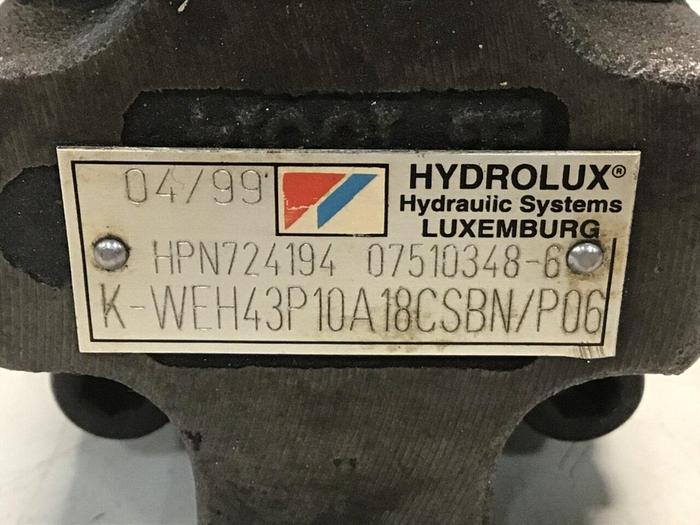 04/99
HYDROLUX®
Hydraulic Systems
LUXEMBURG
HPN724194 07510348-6
K-WEH43P10A18CSBN/P06